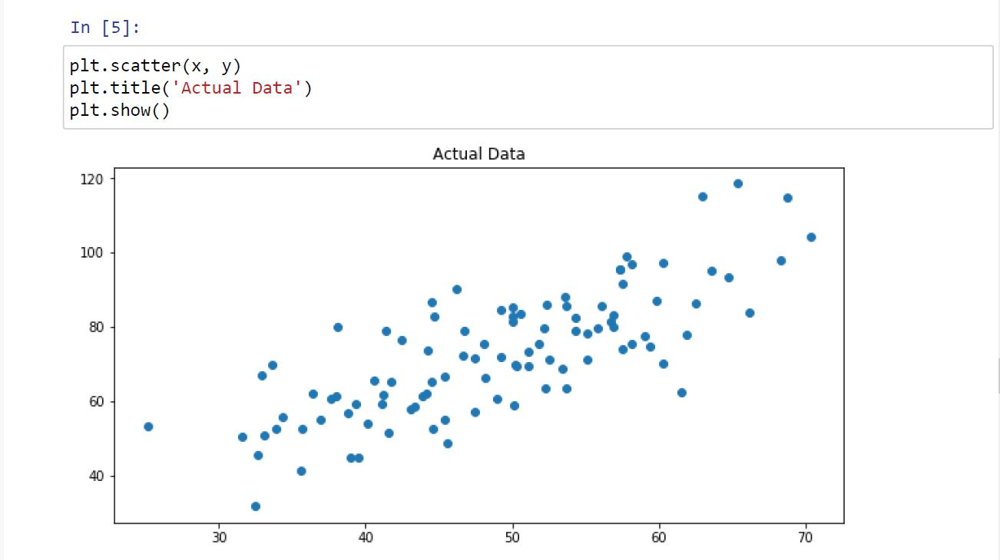 In [5]:
plt.scatter(x, y)
plt.title('Actual Data')
plt.show()
Actual Data
120
100
80
60
40
30 40 50 60 70